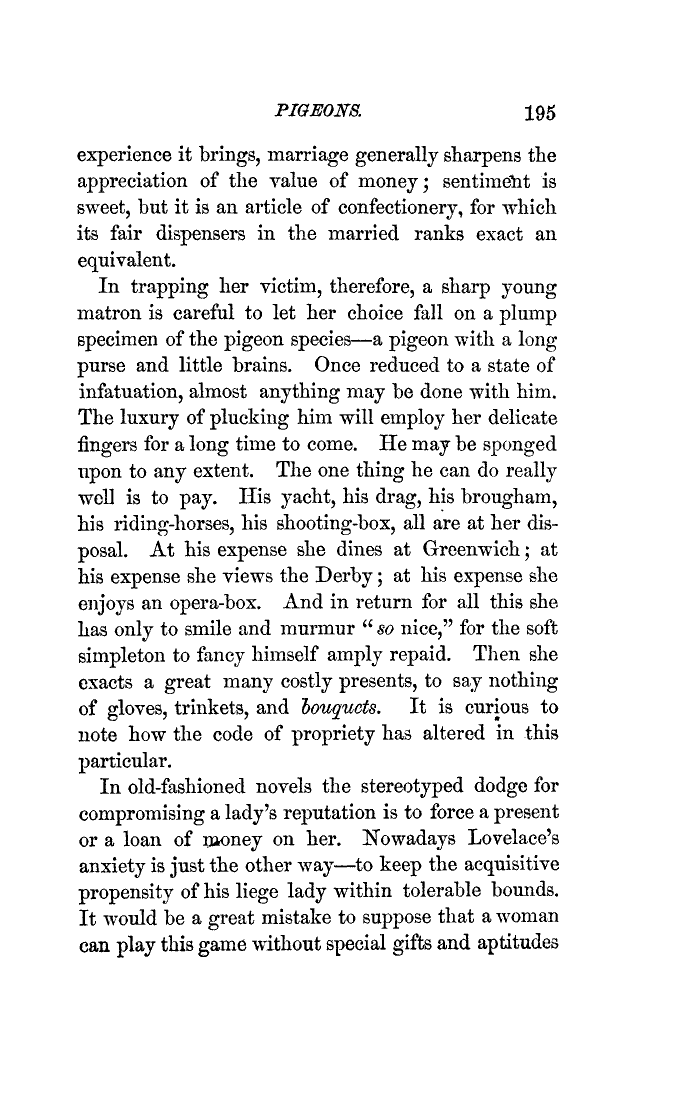 PIGEONS. 195
experience it brings, marriage generally sharpens the
appreciation of the value of money; sentiment is
sweet, but it is an article of confectionery, for which
its fair dispensers in the married ranks exact an
equivalent.
In trapping her victim, therefore, a sharp young
matron is careful to let her choice fall on a plump
specimen of the pigeon species—a pigeon with a long
purse and little brains. Once reduced to a state of
infatuation, almost anything may be done with him.
The luxury of plucking him will employ her delicate
fingers for a long time to come. He may be sponged
upon to any extent. The one thing he can do really
well is to pay. His yacht, his drag, his brougham,
his riding-horses, his shooting-box, all are at her dis-
posal. At his expense she dines at Greenwich; at
his expense she views the Derby; at his expense she
enjoys an opera-box. And in return for all this she
has only to smile and murmur “so nice,” for the soft
simpleton to fancy himself amply repaid. Then she
exacts a great many costly presents, to say nothing
of gloves, trinkets, and bouquets. It is curious to
note how the code of propriety has altered in this
particular.
In old-fashioned novels the stereotyped dodge for
compromising a lady’s reputation is to force a present
or a loan of money on her. Nowadays Lovelace’s
anxiety is just the other way—to keep the acquisitive
propensity of his liege lady within tolerable bounds.
It would be a great mistake to suppose that a woman
can play this game without special gifts and aptitudes